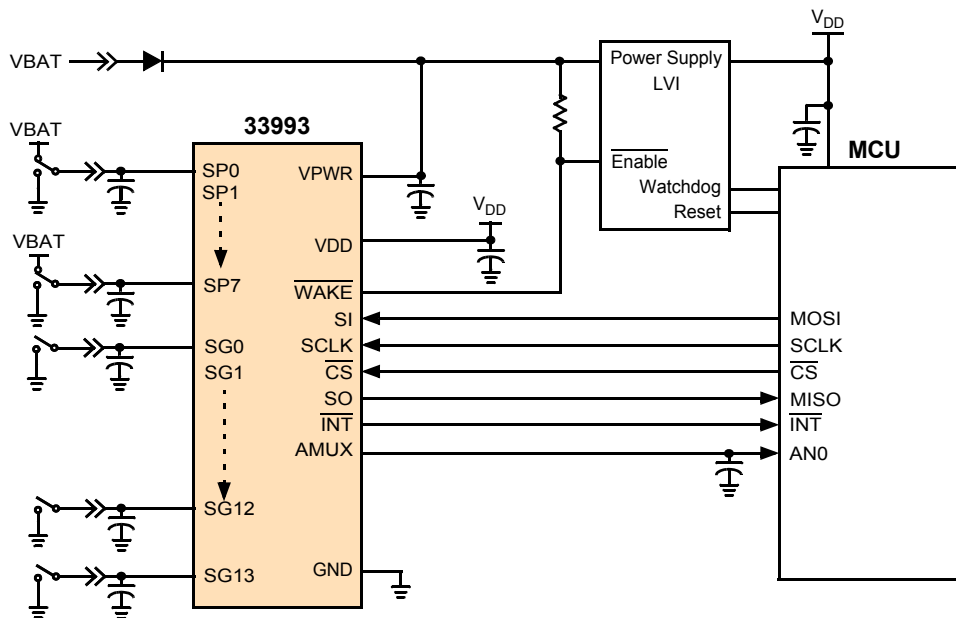 VDD
VBAT
Power Supply
LVI
33993
VBAT
MCU
SP0
SP1
VPWR
Enable
Watchdog
Reset
VDD
VBAT
VDD
SP7
WAKE
SI
MOSI
SG0
SCLK
SCLK
SG1
CS
CS
SO
MISO
INT
INT
AMUX
AN0
SG12
SG13
GND